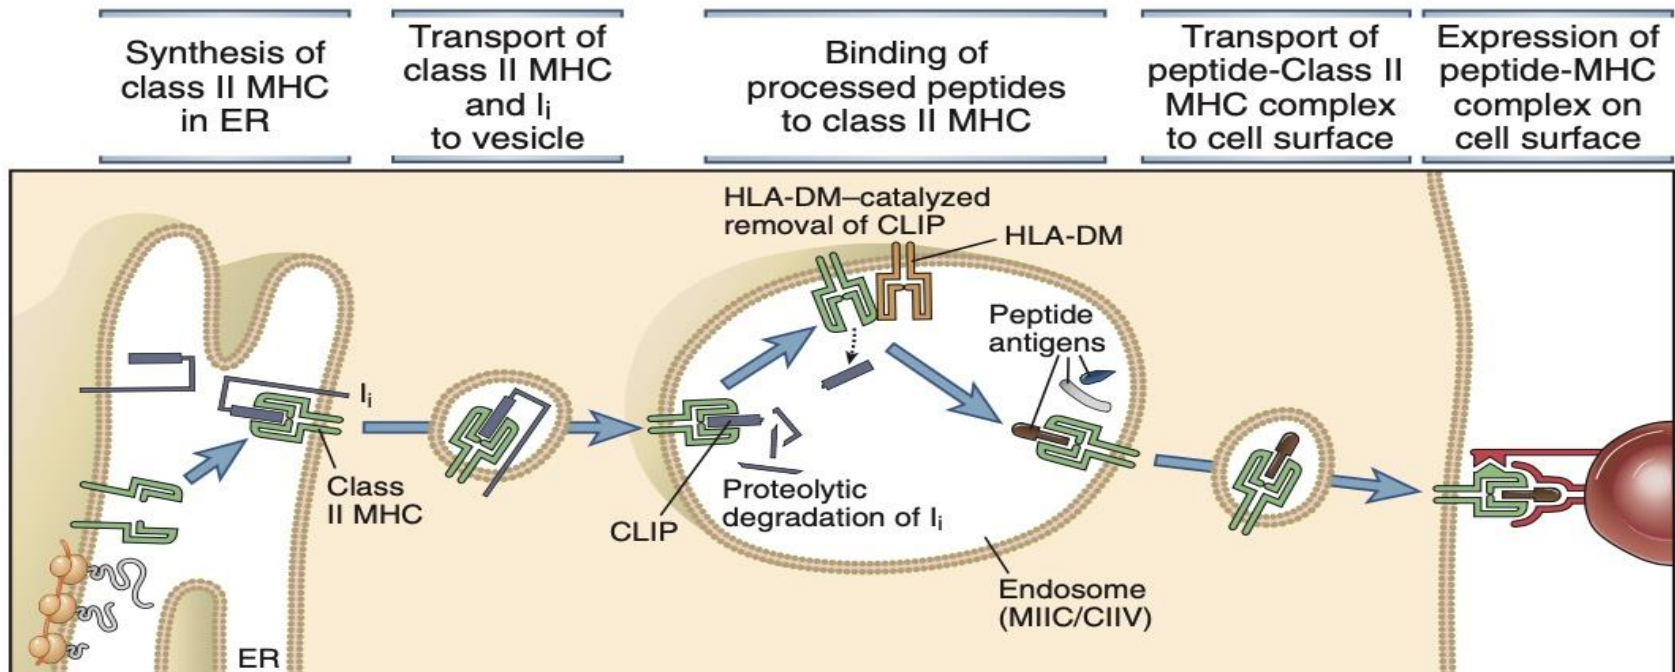 Synthesis of
class II MHC
in ER
Transport of
class II MHC
and Ii
to vesicle
Binding of
processed peptides
to class II MHC
Transport of
peptide-Class II
MHC complex
to cell surface
Expression of
peptide-MHC
complex on
cell surface
HLA-DM–catalyzed
removal of CLIP
HLA-DM
Peptide
antigens
Ii
Class
II MHC
CLIP
Proteolytic
degradation of Ii
Endosome
(MIIC/CIIV)
ER